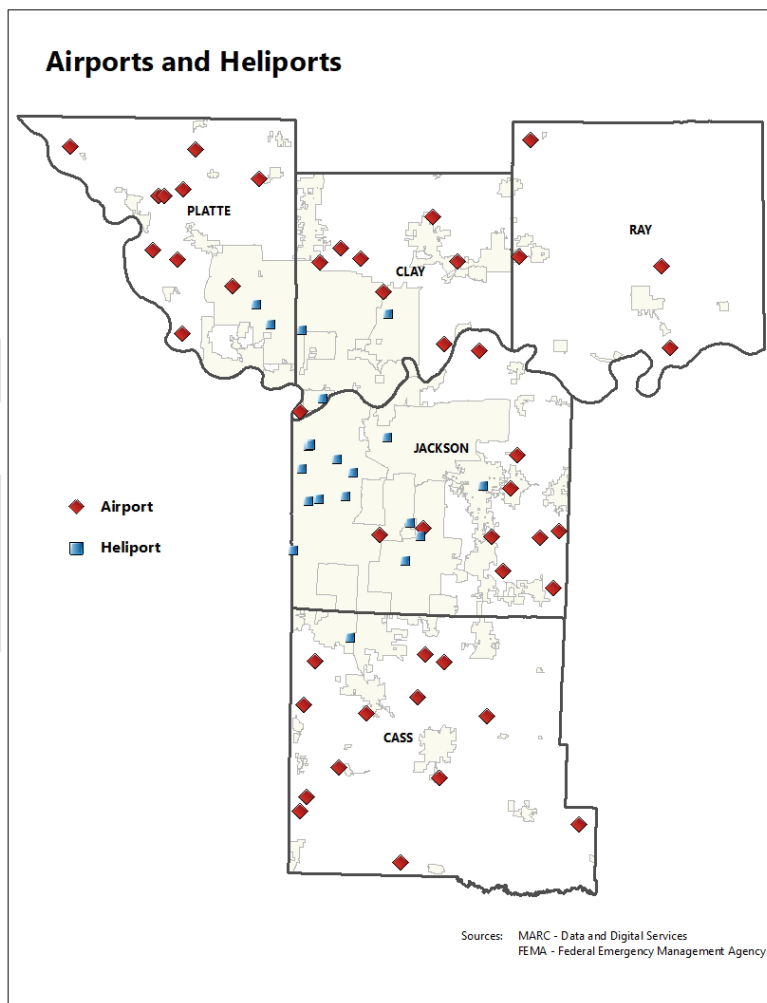 Airports and Heliports
PLATTE
RAY
CLAY
JACKSON
Airport
Heliport
CASS
Sources: MARC - Data and Digital Services
FEMA - Federal Emergency Management Agency